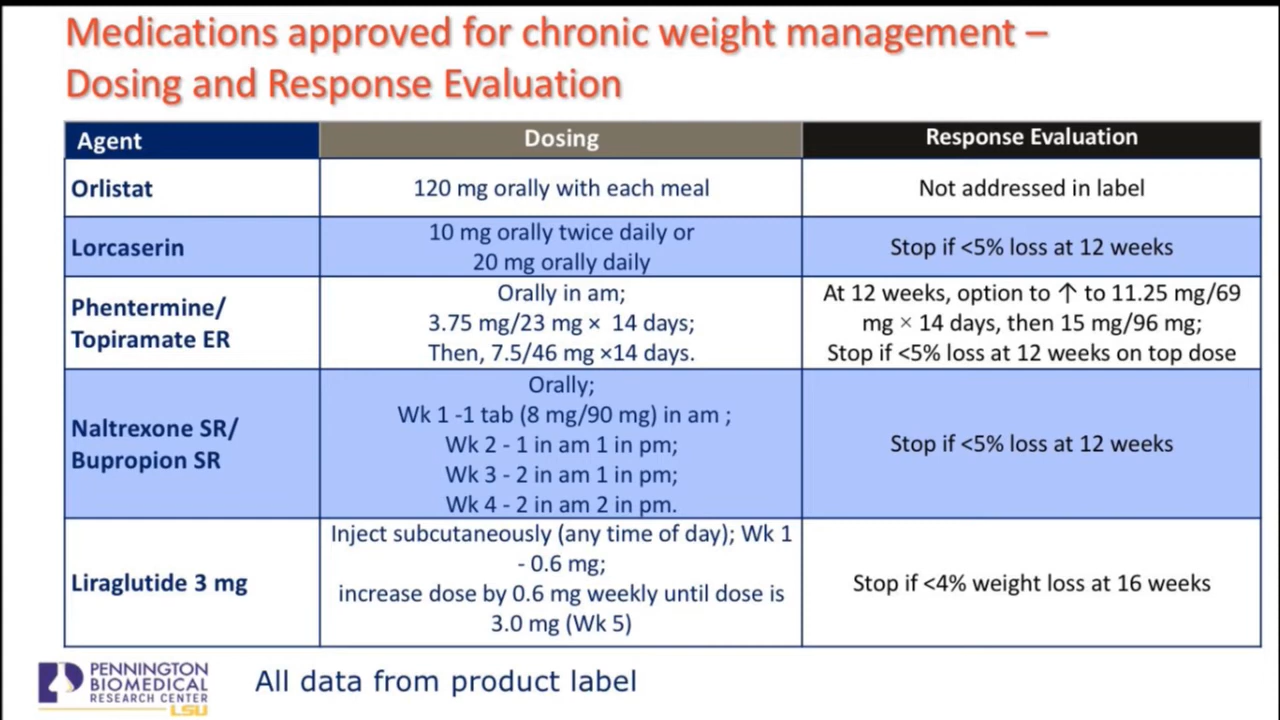 Medications approved for chronic weight management –
Dosing and Response Evaluation
Agent
Dosing
Response Evaluation
Orlistat
120 mg orally with each meal
Not addressed in label
Lorcaserin
10 mg orally twice daily or
20 mg orally daily
Stop if <5% loss at 12 weeks
Phentermine/
Topiramate ER
Orally in am;
3.75 mg/23 mg × 14 days;
Then, 7.5/46 mg ×14 days.
At 12 weeks, option to ↑ to 11.25 mg/69
mg × 14 days, then 15 mg/96 mg;
Stop if <5% loss at 12 weeks on top dose
Naltrexone SR/
Bupropion SR
Orally;
Wk 1 -1 tab (8 mg/90 mg) in am ;
Wk 2 - 1 in am 1 in pm;
Wk 3 - 2 in am 1 in pm;
Wk 4 - 2 in am 2 in pm.
Stop if <5% loss at 12 weeks
Liraglutide 3 mg
Inject subcutaneously (any time of day); Wk 1
- 0.6 mg;
increase dose by 0.6 mg weekly until dose is
3.0 mg (Wk 5)
Stop if <4% weight loss at 16 weeks
PENNINGTON
BIOMEDICAL
RESEARCH CENTER
LSU
All data from product label